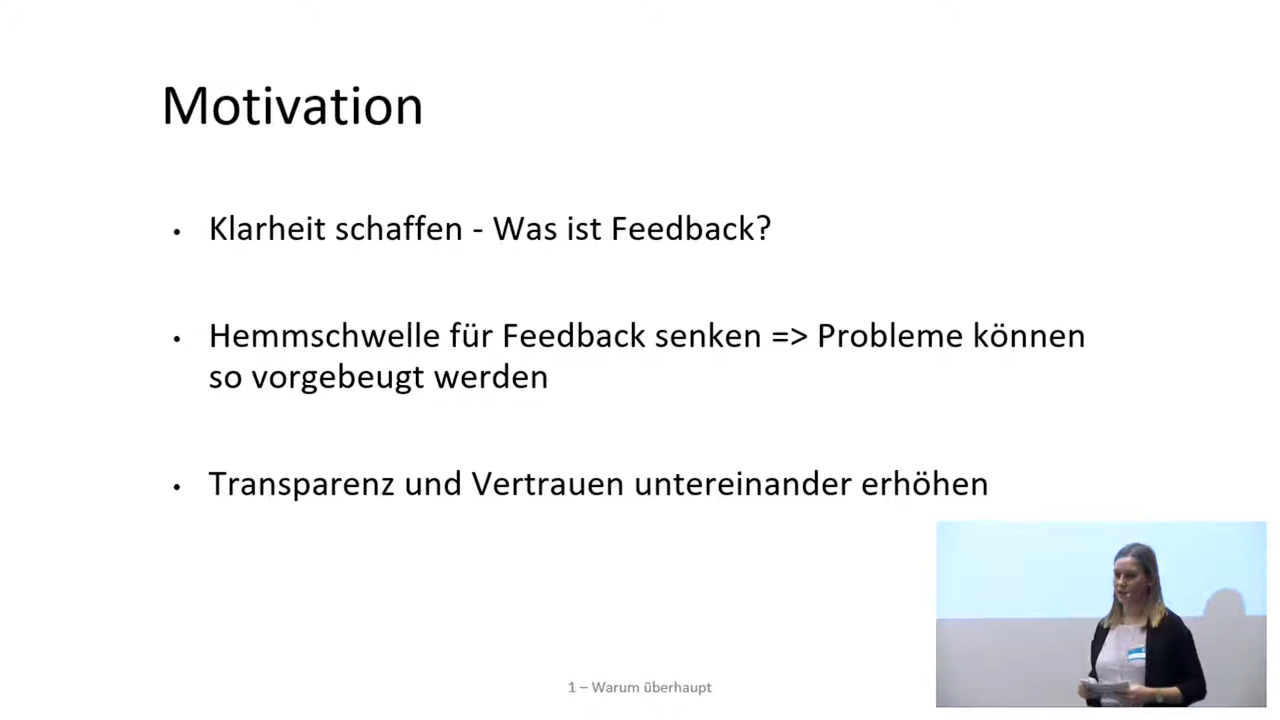 Motivation
• Klarheit schaffen - Was ist Feedback?
• Hemmschwelle für Feedback senken => Probleme können
so vorgebeugt werden
• Transparenz und Vertrauen untereinander erhöhen
1 – Warum überhaupt